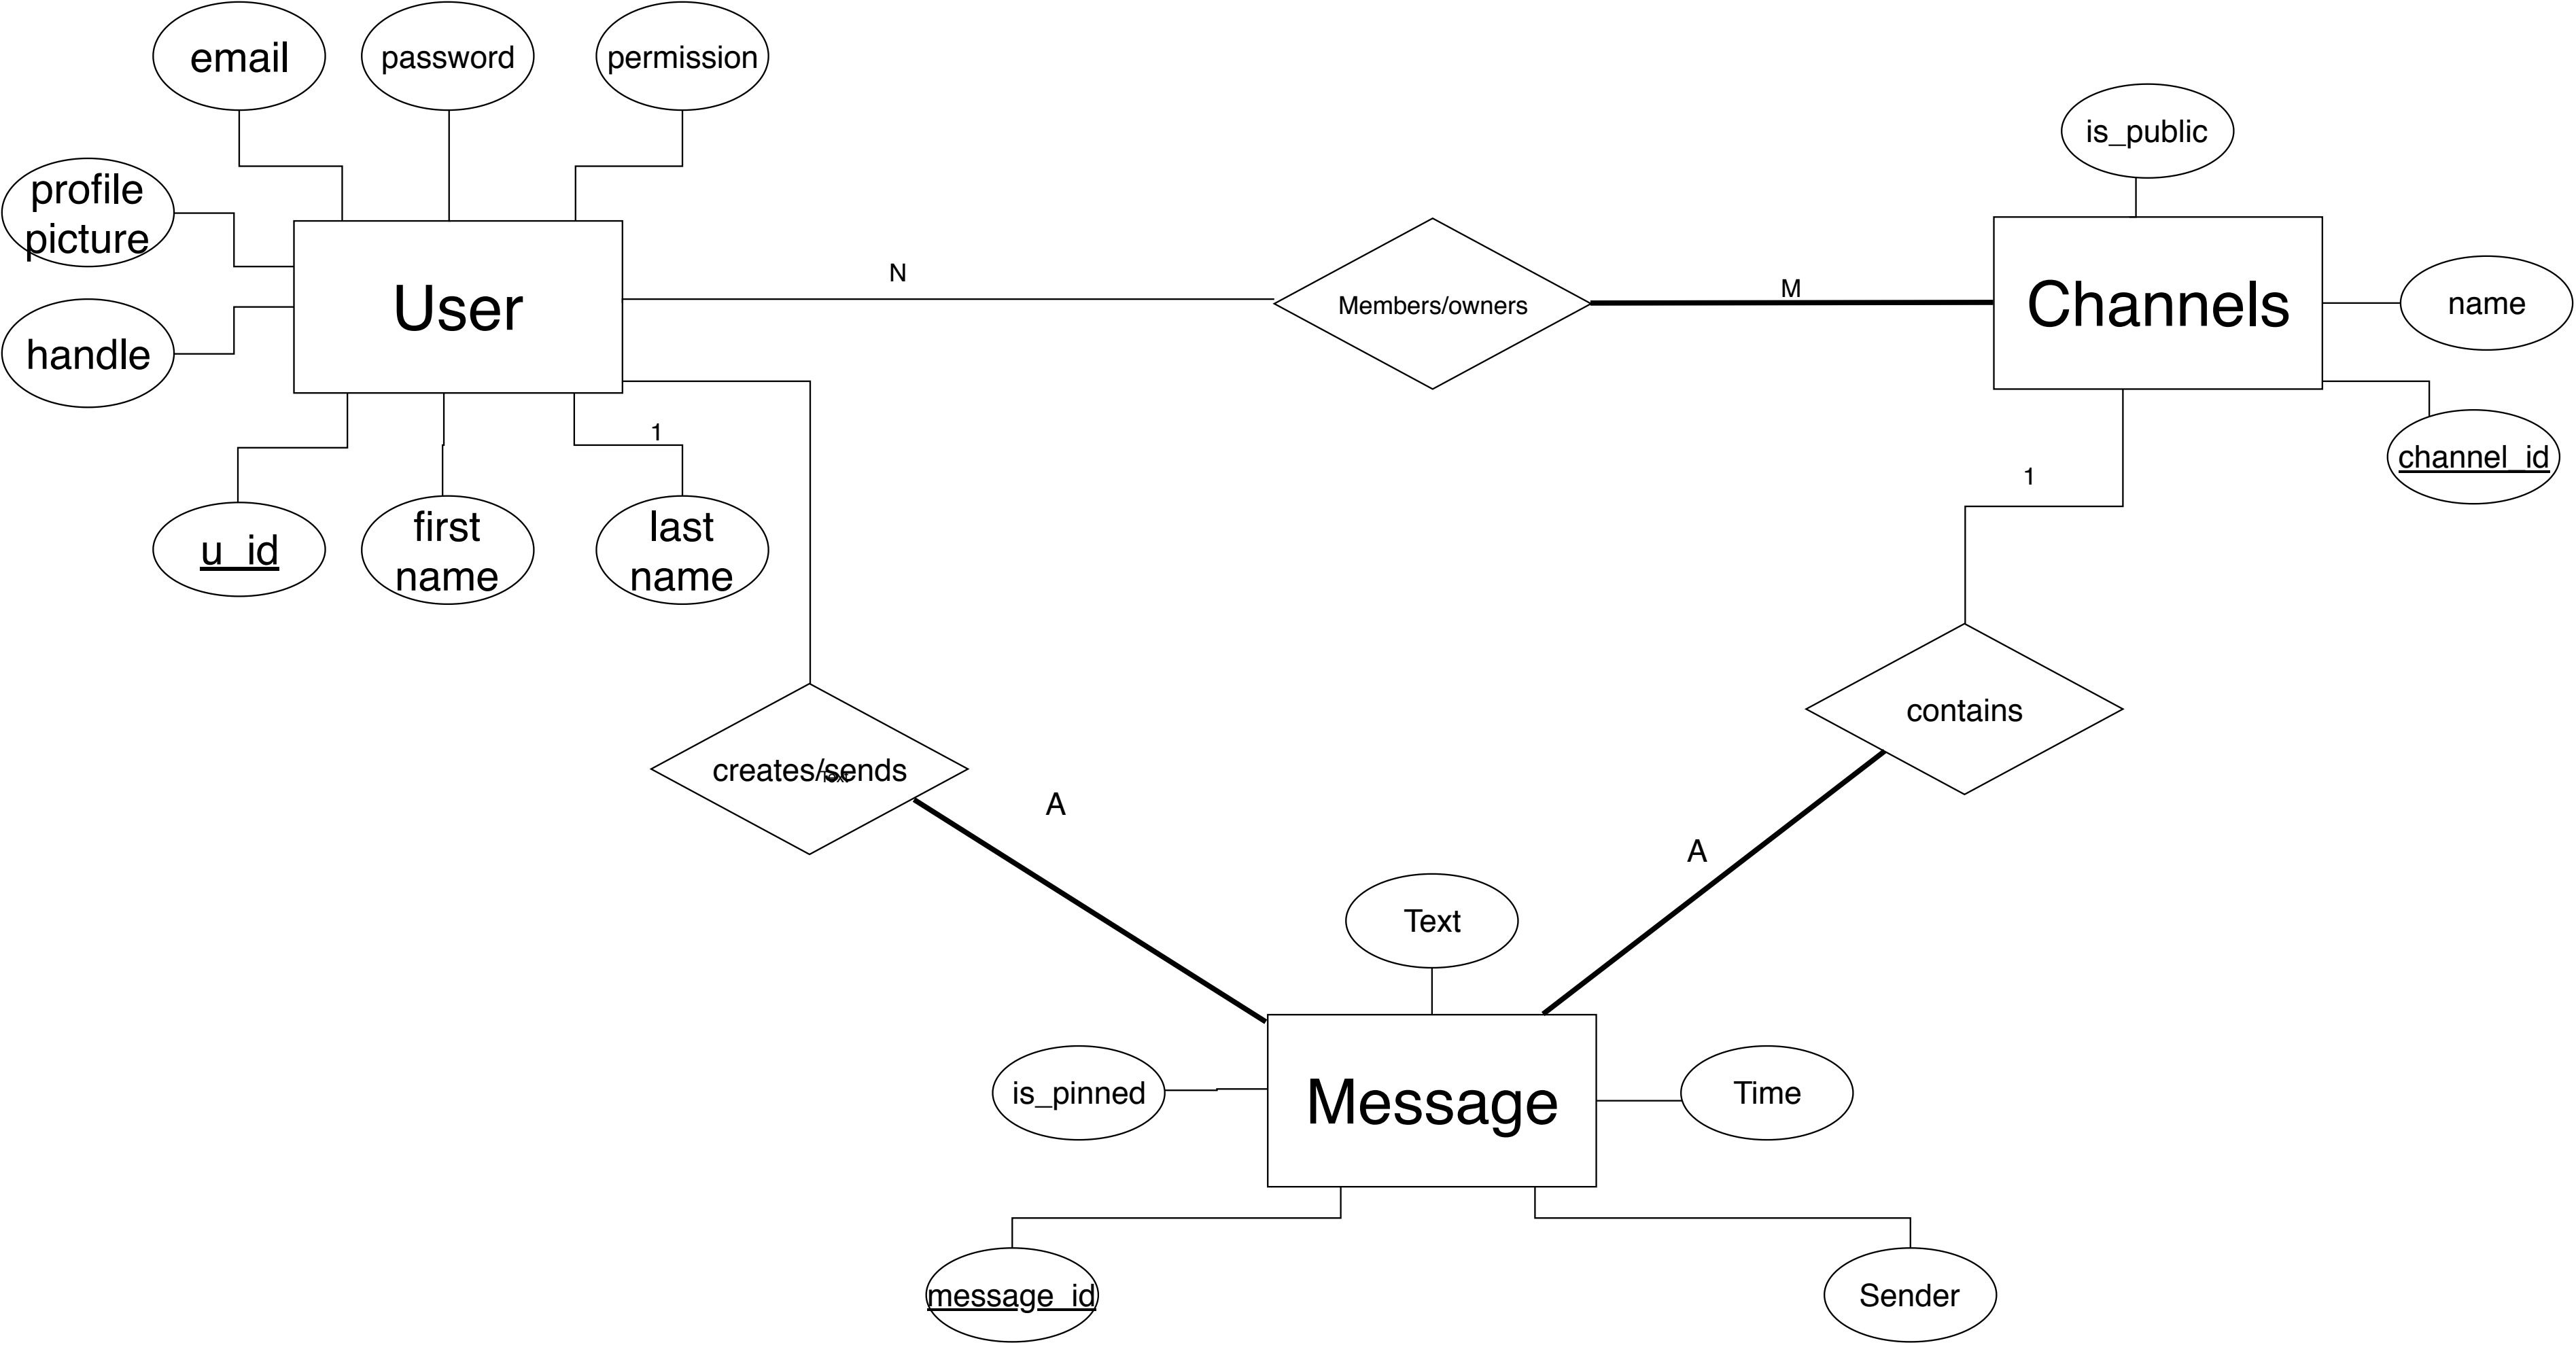 email
password
permission
is_public
profile
picture
User
N
Members/owners
M
Channels
name
handle
1
channel_id
1
u_id
first
name
last
name
contains
creates/sends
Text
A
A
Text
is_pinned
Message
Time
message_id
Sender